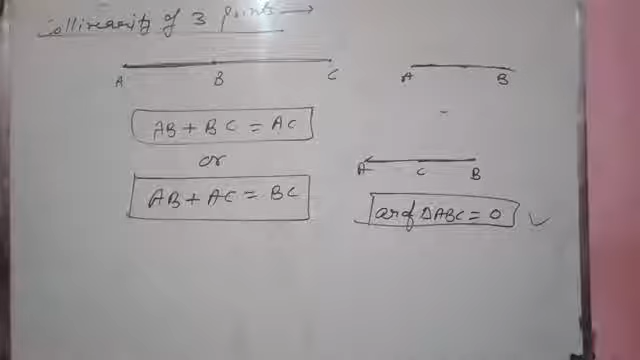 Collinearity of 3 points →
A B C
AB + BC = AC
or
AB + AC = BC
A B
A C B
ar of ΔABC = 0